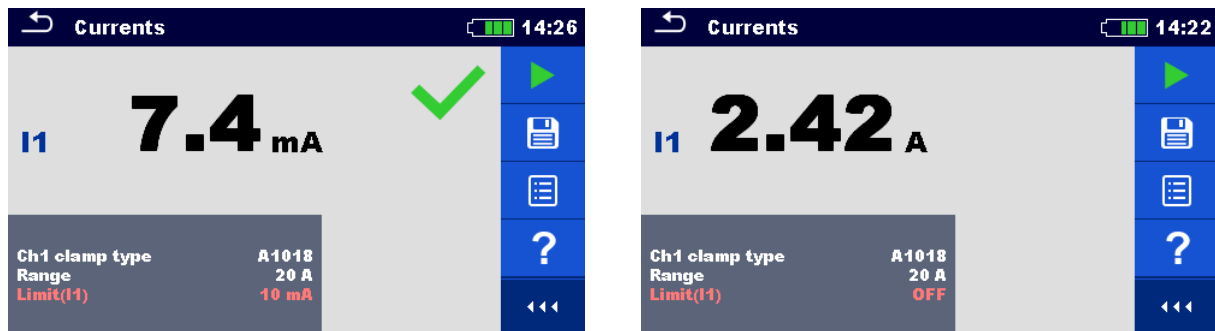 Currents 14:26
I1 7.4 mA
Ch1 clamp type A1018
Range 20 A
Limit(I1) 10 mA
?
Currents 14:22
I1 2.42 A
Ch1 clamp type A1018
Range 20 A
Limit(I1) OFF
?